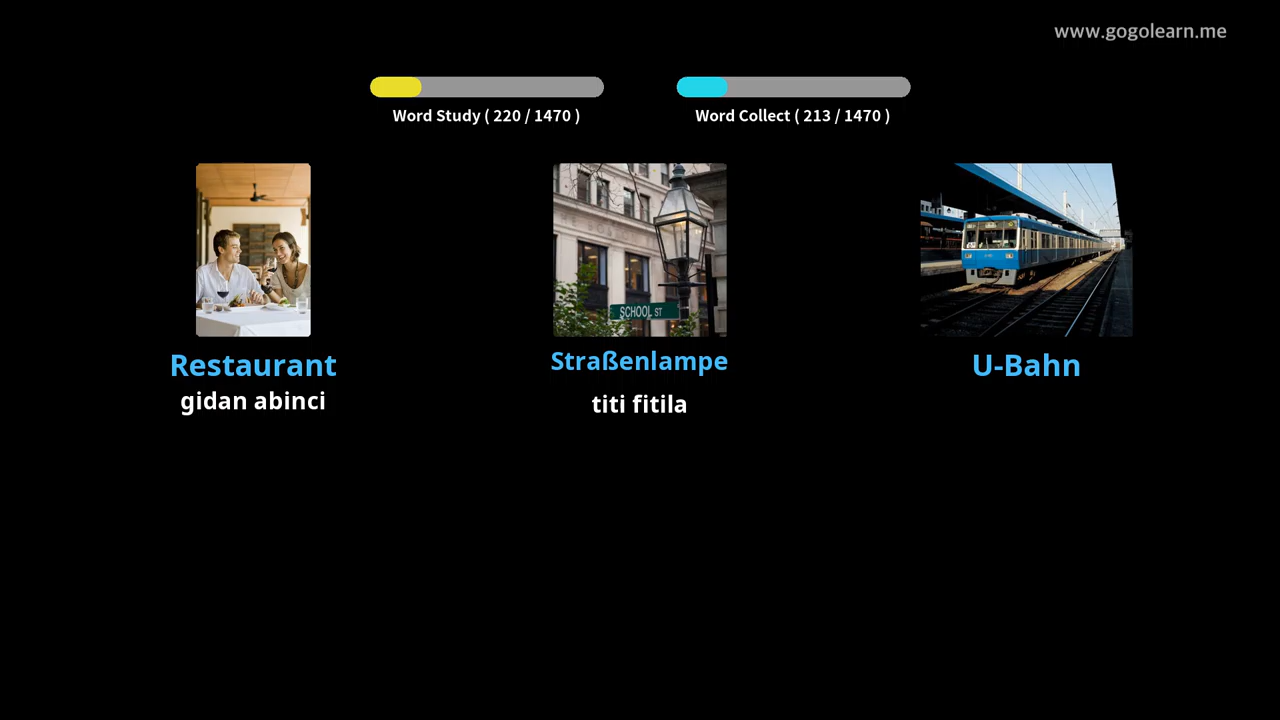 www.gogolearn.me
Word Study ( 220 / 1470 )
Word Collect ( 213 / 1470 )
SCHOOL ST
Restaurant
gidan abinci
Straßenlampe
titi fitila
U-Bahn